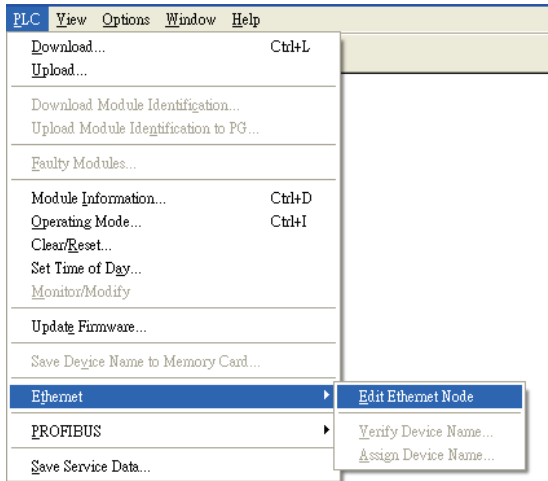 PLC View Options Window Help
Download... Ctrl+L
Upload...
Download Module Identification...
Upload Module Identification to PG...
Faulty Modules...
Module Information... Ctrl+D
Operating Mode... Ctrl+I
Clear/Reset...
Set Time of Day...
Monitor/Modify
Update Firmware...
Save Device Name to Memory Card...
Ethernet
Edit Ethernet Node
PROFIBUS
Verify Device Name...
Assign Device Name...
Save Service Data...